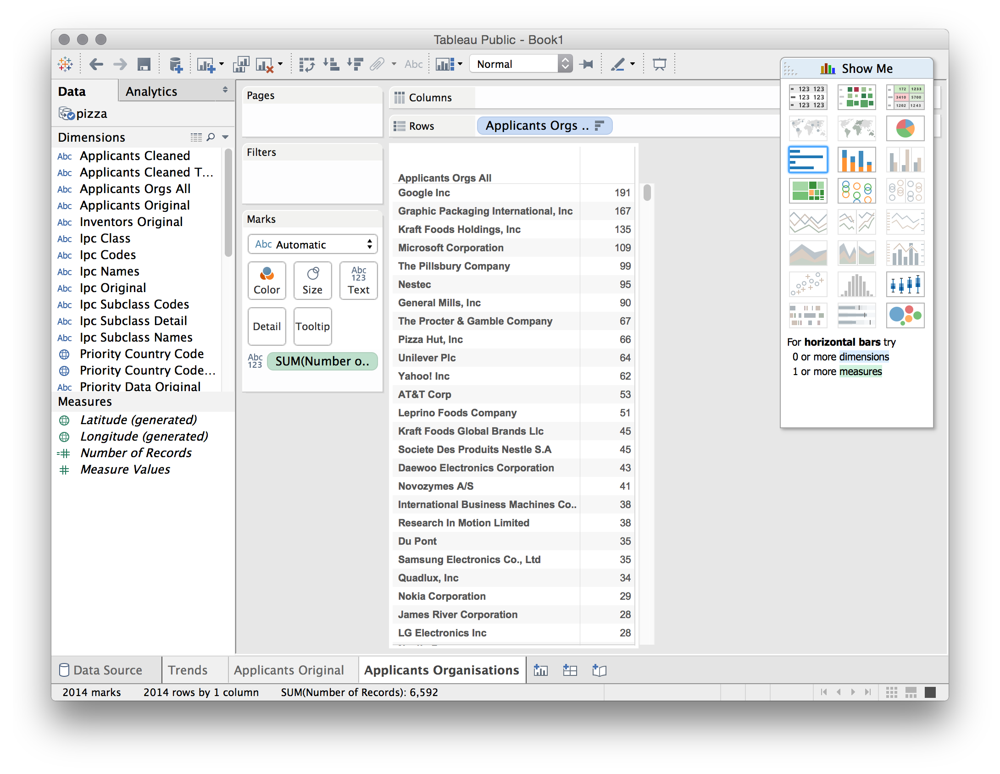 Tableau Public - Book1
Abc
Normal
Show Me
Data
Analytics
pizza
Dimensions
Abc Applicants Cleaned
Abc Applicants Cleaned T...
Abc Applicants Orgs All
Abc Applicants Original
Abc Inventors Original
Abc Ipc Class
Abc Ipc Codes
Abc Ipc Names
Abc Ipc Original
Abc Ipc Subclass Codes
Abc Ipc Subclass Detail
Abc Ipc Subclass Names
Priority Country Code
Priority Country Code...
Abc Priority Data Original
Measures
Latitude (generated)
Longitude (generated)
Number of Records
Measure Values
Pages
Filters
Marks
Abc Automatic
Color
Size
Abc
123
Text
Detail
Tooltip
Abc
123
SUM(Number o..
Columns
Rows
Applicants Orgs ..
Applicants Orgs All
Google Inc 191
Graphic Packaging International, Inc 167
Kraft Foods Holdings, Inc 135
Microsoft Corporation 109
The Pillsbury Company 99
Nestec 95
General Mills, Inc 90
The Procter & Gamble Company 67
Pizza Hut, Inc 66
Unilever Plc 64
Yahoo! Inc 62
AT&T Corp 53
Leprino Foods Company 51
Kraft Foods Global Brands Llc 45
Societe Des Produits Nestle S.A 45
Daewoo Electronics Corporation 43
Novozymes A/S 41
International Business Machines Co.. 38
Research In Motion Limited 38
Du Pont 35
Samsung Electronics Co., Ltd 35
Quadlux, Inc 34
Nokia Corporation 29
James River Corporation 28
LG Electronics Inc 28
123 123
123 123
123 123
172 1233
3410 5700
1202 1243
For horizontal bars try
0 or more dimensions
1 or more measures
Data Source
Trends
Applicants Original
Applicants Organisations
2014 marks
2014 rows by 1 column
SUM(Number of Records): 6,592